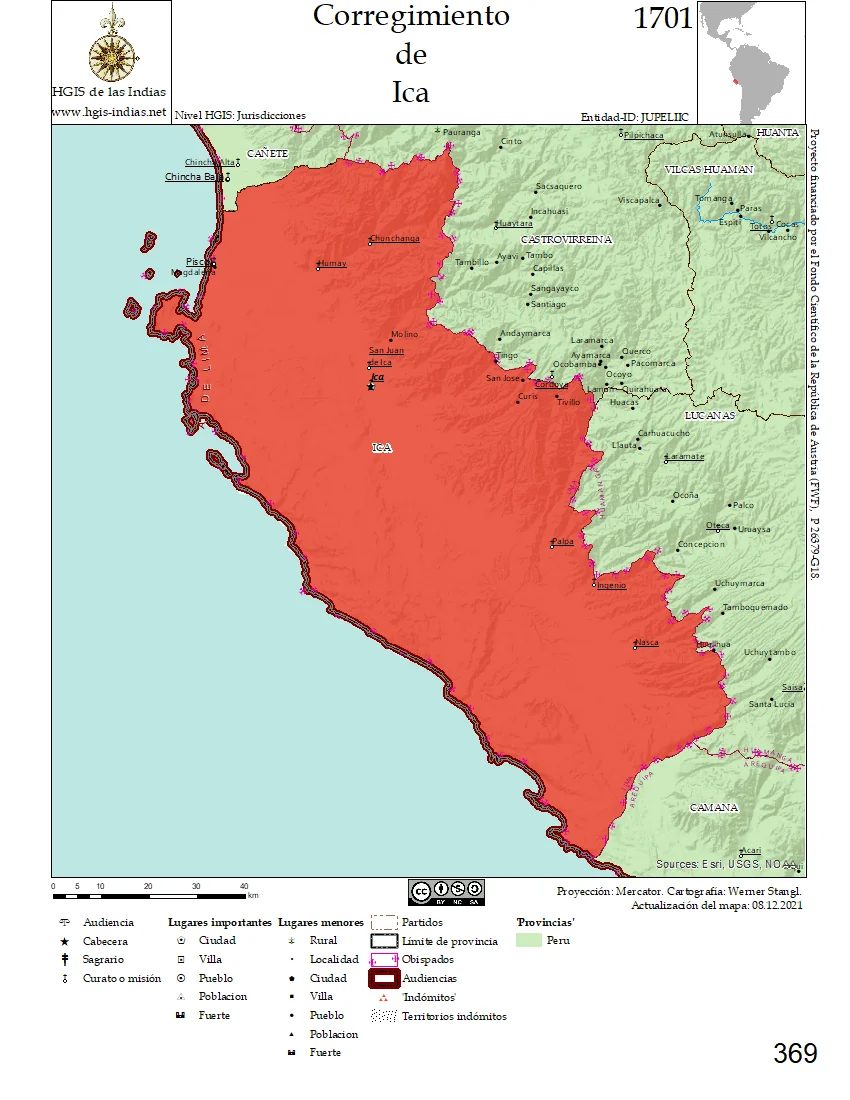 Corregimiento
de
Ica
1701
HGIS de las Indias
www.hgis-indias.net
Nivel HGIS: Jurisdicciones
Entidad-ID: JUPELIIC
Proyecto financiado por el Fondo Científico de la República de Austria (FWF), P 26379-G18.
Pauranga
Cinto
Pilpichaca
HUANTA
CAÑETE
Chincha Alta
Chincha Baja
VILCAS HUAMAN
Sacsaquero
Viscapalca
Tomanga
Paras
Incahuasi
Espiti
Totos
Cocas
Vilcancho
Huaytara
Chunchanga
CASTROVIRREINA
Pisco
Humay
Magdalena
Tambillo
Ayavi
Tambo
Capillas
Sangayayco
Santiago
Molino
Andaymarca
Laramarca
San Juan
de Ica
Ica
Tingo
Ayamarca
Querco
Ocobamba
Pacomarca
Ocoyo
San Jose
Cordova
Quirahuara
Curis
Tivillo
Huacas
LUCANAS
DE LIMA
Carhuacucho
Llauta
Laramate
ICA
Ocoña
Palco
Otoca
Uruaysa
Palpa
Concepcion
Ingenio
Uchuymarca
Tamboquemado
Nasca
Uchuytambo
Saisa
Santa Lucia
HUAMANGA
AREQUIPA
AREQUIPA
CAMANA
Acari
Sources: Esri, USGS, NOAA
0 5 10 20 30 40
km
CC BY NC SA
Proyección: Mercator. Cartografía: Werner Stangl.
Actualización del mapa: 08.12.2021
Audiencia
Cabecera
Sagrario
Curato o misión
Lugares importantes
Ciudad
Villa
Pueblo
Poblacion
Fuerte
Lugares menores
Rural
Localidad
Ciudad
Villa
Pueblo
Poblacion
Fuerte
Partidos
Límite de provincia
Obispados
Audiencias
'Indómitos'
Territorios indómitos
'Provincias'
Peru
369